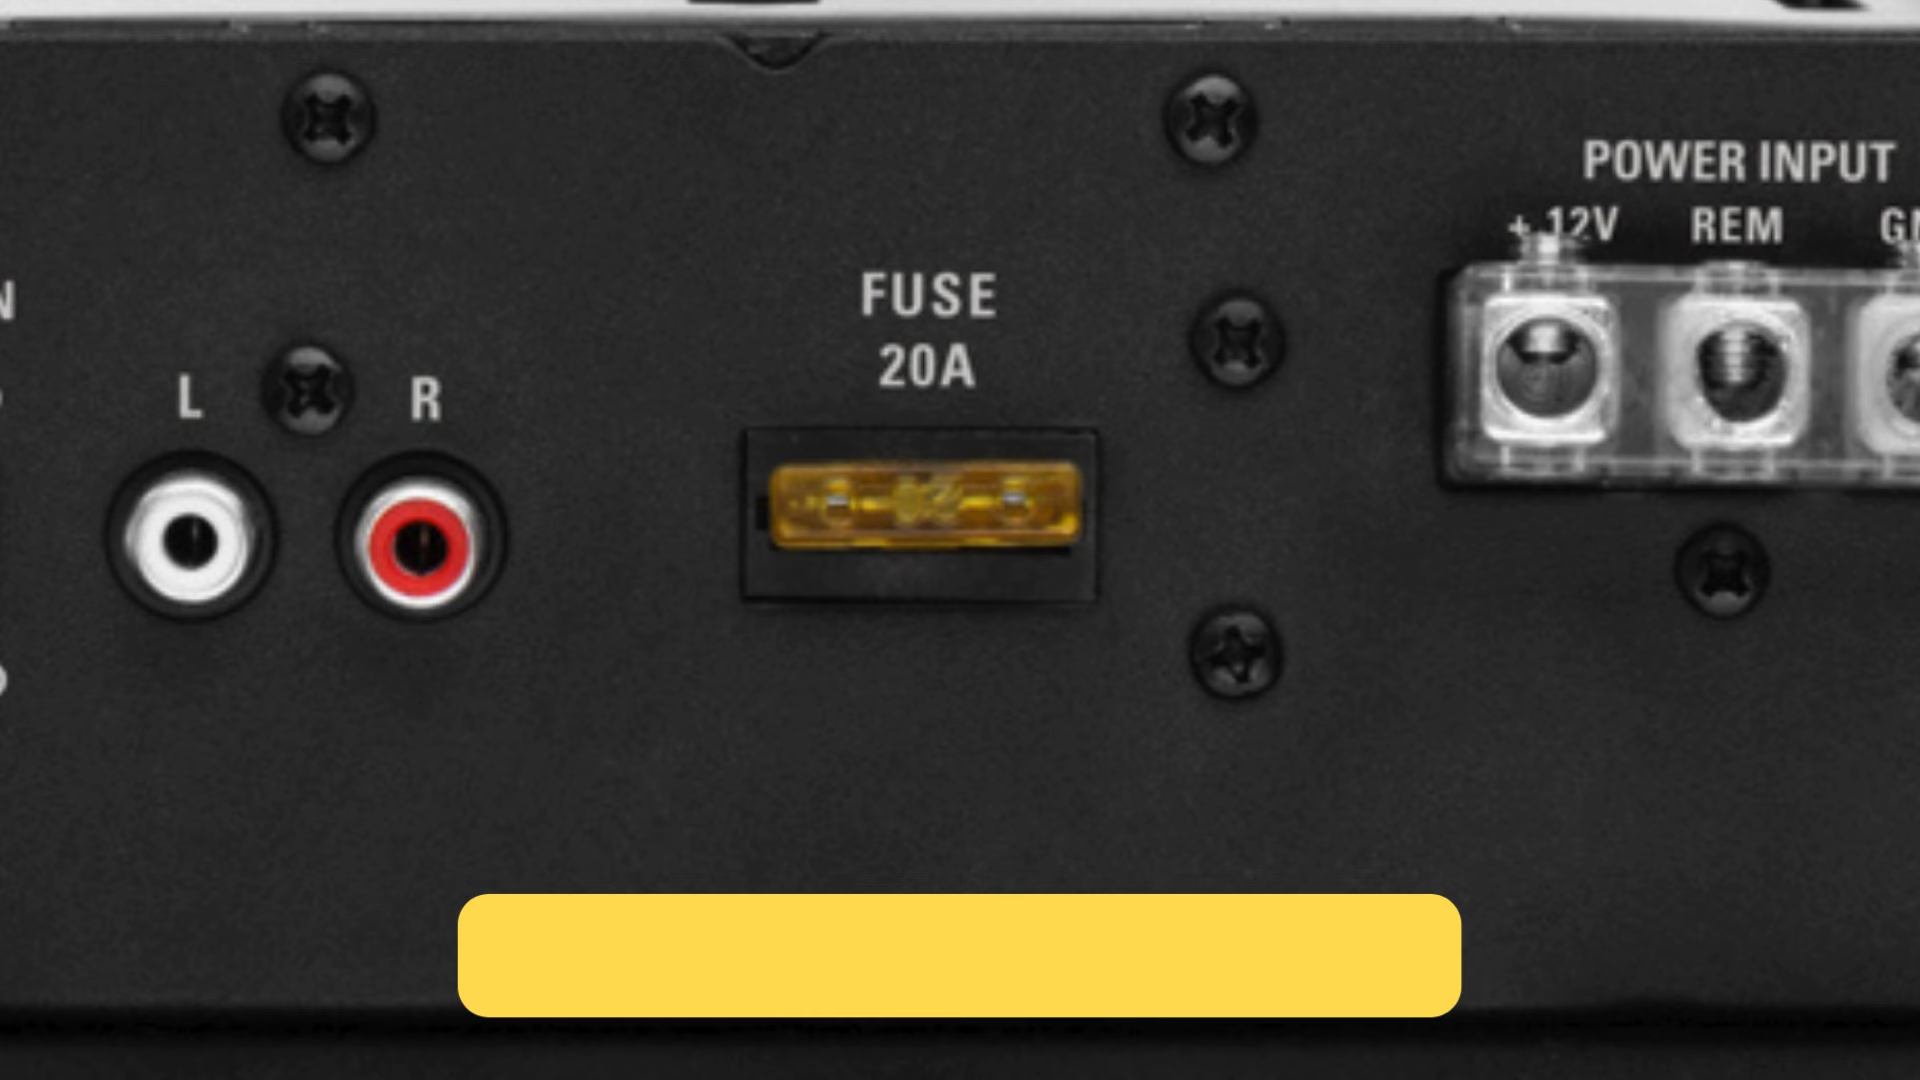 POWER INPUT
+ 12V REM
FUSE
20A
L R